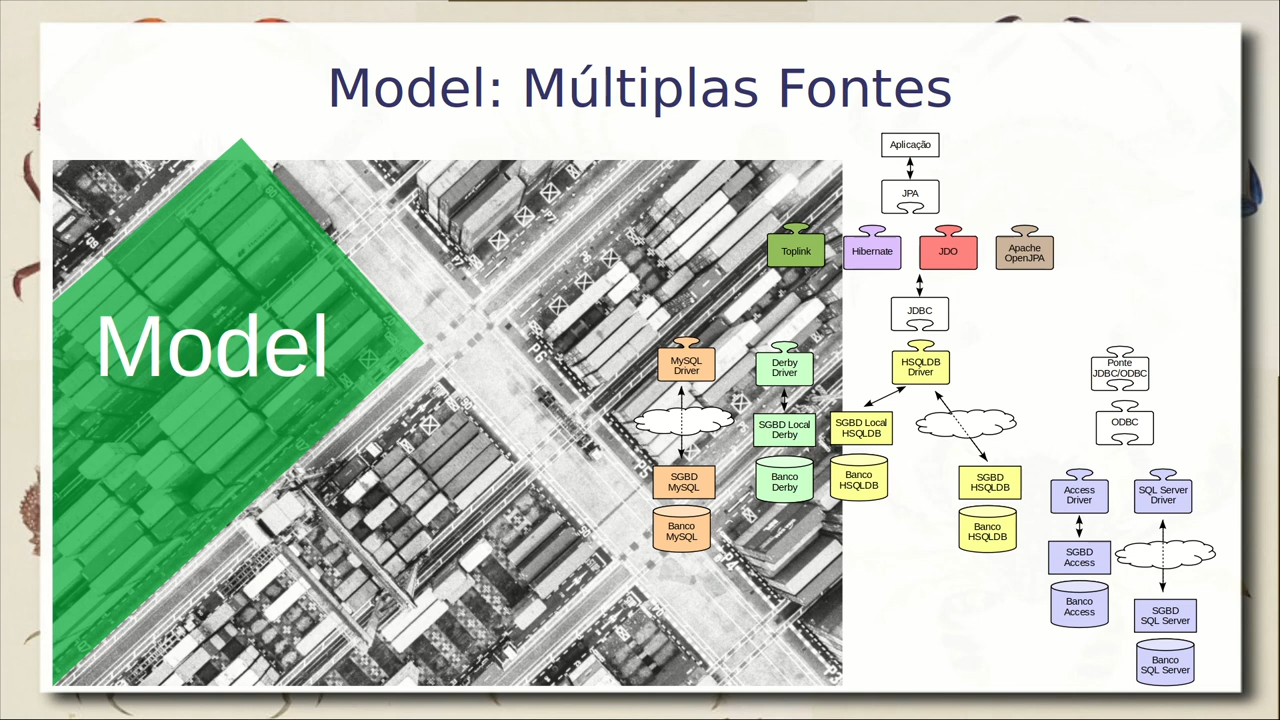 Model: Múltiplas Fontes
Aplicação
JPA
Model
Toplink
Hibernate
JDO
Apache
OpenJPA
JDBC
MySQL
Driver
Derby
Driver
HSQLDB
Driver
Ponte
JDBC/ODBC
SGBD Local
Derby
SGBD Local
HSQLDB
ODBC
SGBD
MySQL
Banco
Derby
Banco
HSQLDB
SGBD
HSQLDB
Access
Driver
SQL Server
Driver
Banco
MySQL
Banco
HSQLDB
SGBD
Access
Banco
Access
SGBD
SQL Server
Banco
SQL Server